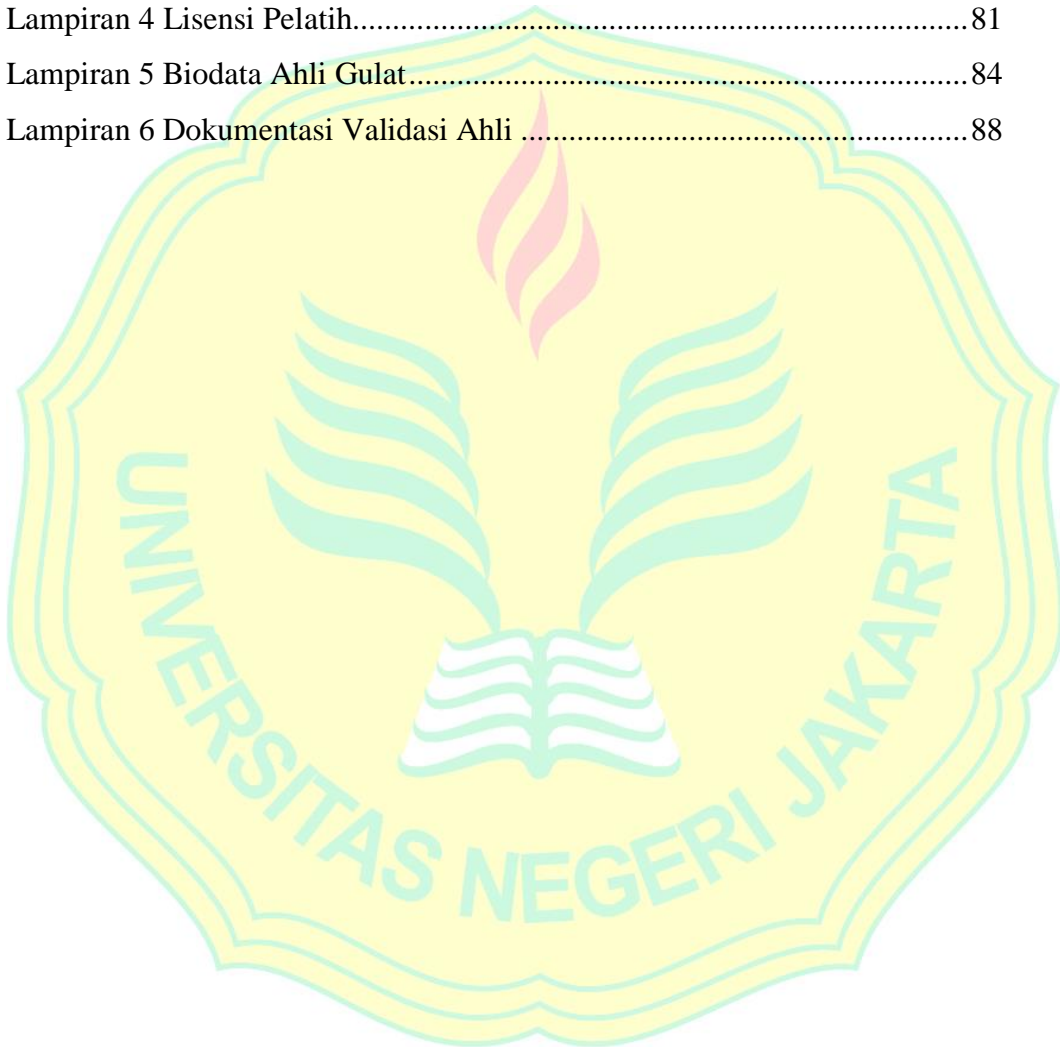 Lampiran 4 Lisensi Pelatih.......................................................................... 81
Lampiran 5 Biodata Ahli Gulat................................................................... 84
Lampiran 6 Dokumentasi Validasi Ahli ...................................................... 88
UNIVERSITAS NEGERI JAKARTA